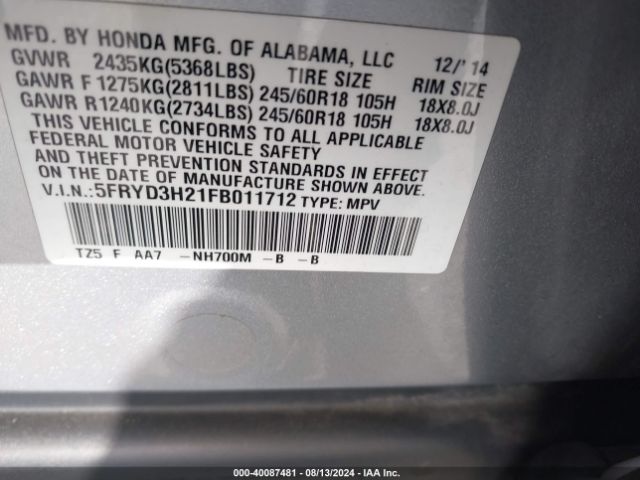 MFD. BY HONDA MFG. OF ALABAMA, LLC 12/'14
GVWR 2435KG(5368LBS) TIRE SIZE RIM SIZE
GAWR F 1275KG(2811LBS) 245/60R18 105H 18X8.0J
GAWR R1240KG(2734LBS) 245/60R18 105H 18X8.0J
THIS VEHICLE CONFORMS TO ALL APPLICABLE
FEDERAL MOTOR VEHICLE SAFETY
AND THEFT PREVENTION STANDARDS IN EFFECT
ON THE DATE OF MANUFACTURE SHOWN ABOVE.
V.I.N.:5FRYD3H21FB011712 TYPE: MPV
TZ5 F AA7 -NH700M -B -B
000-40087481 - 08/13/2024 - IAA Inc.